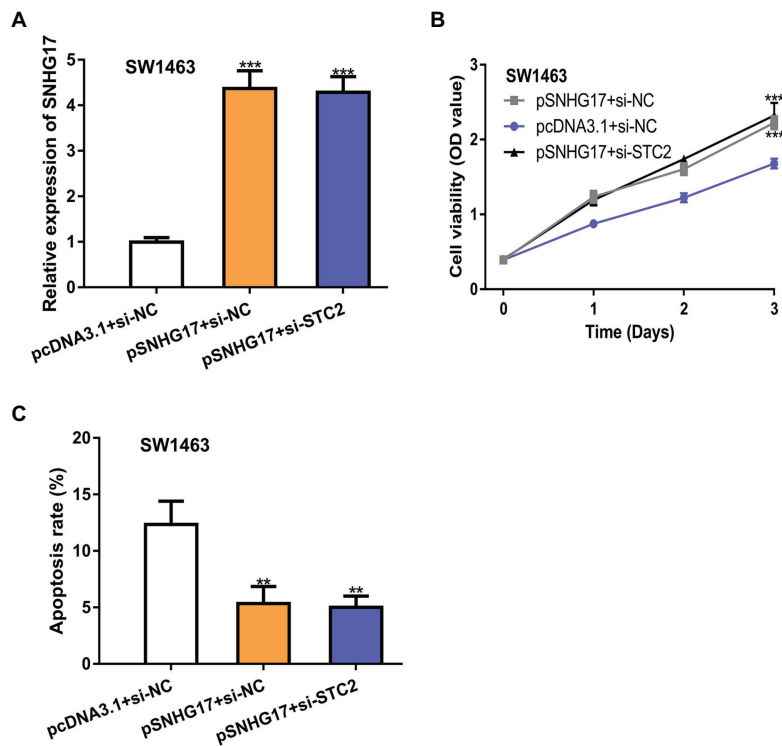 A
SW1463
Relative expression of SNHG17
5
4
3
2
1
0
***
***
pcDNA3.1+si-NC
pSNHG17+si-NC
pSNHG17+si-STC2
B
SW1463
pSNHG17+si-NC
pcDNA3.1+si-NC
pSNHG17+si-STC2
Cell viability (OD value)
3
2
1
0
***
***
0
1
2
3
Time (Days)
C
SW1463
Apoptosis rate (%)
20
15
10
5
0
**
**
pcDNA3.1+si-NC
pSNHG17+si-NC
pSNHG17+si-STC2